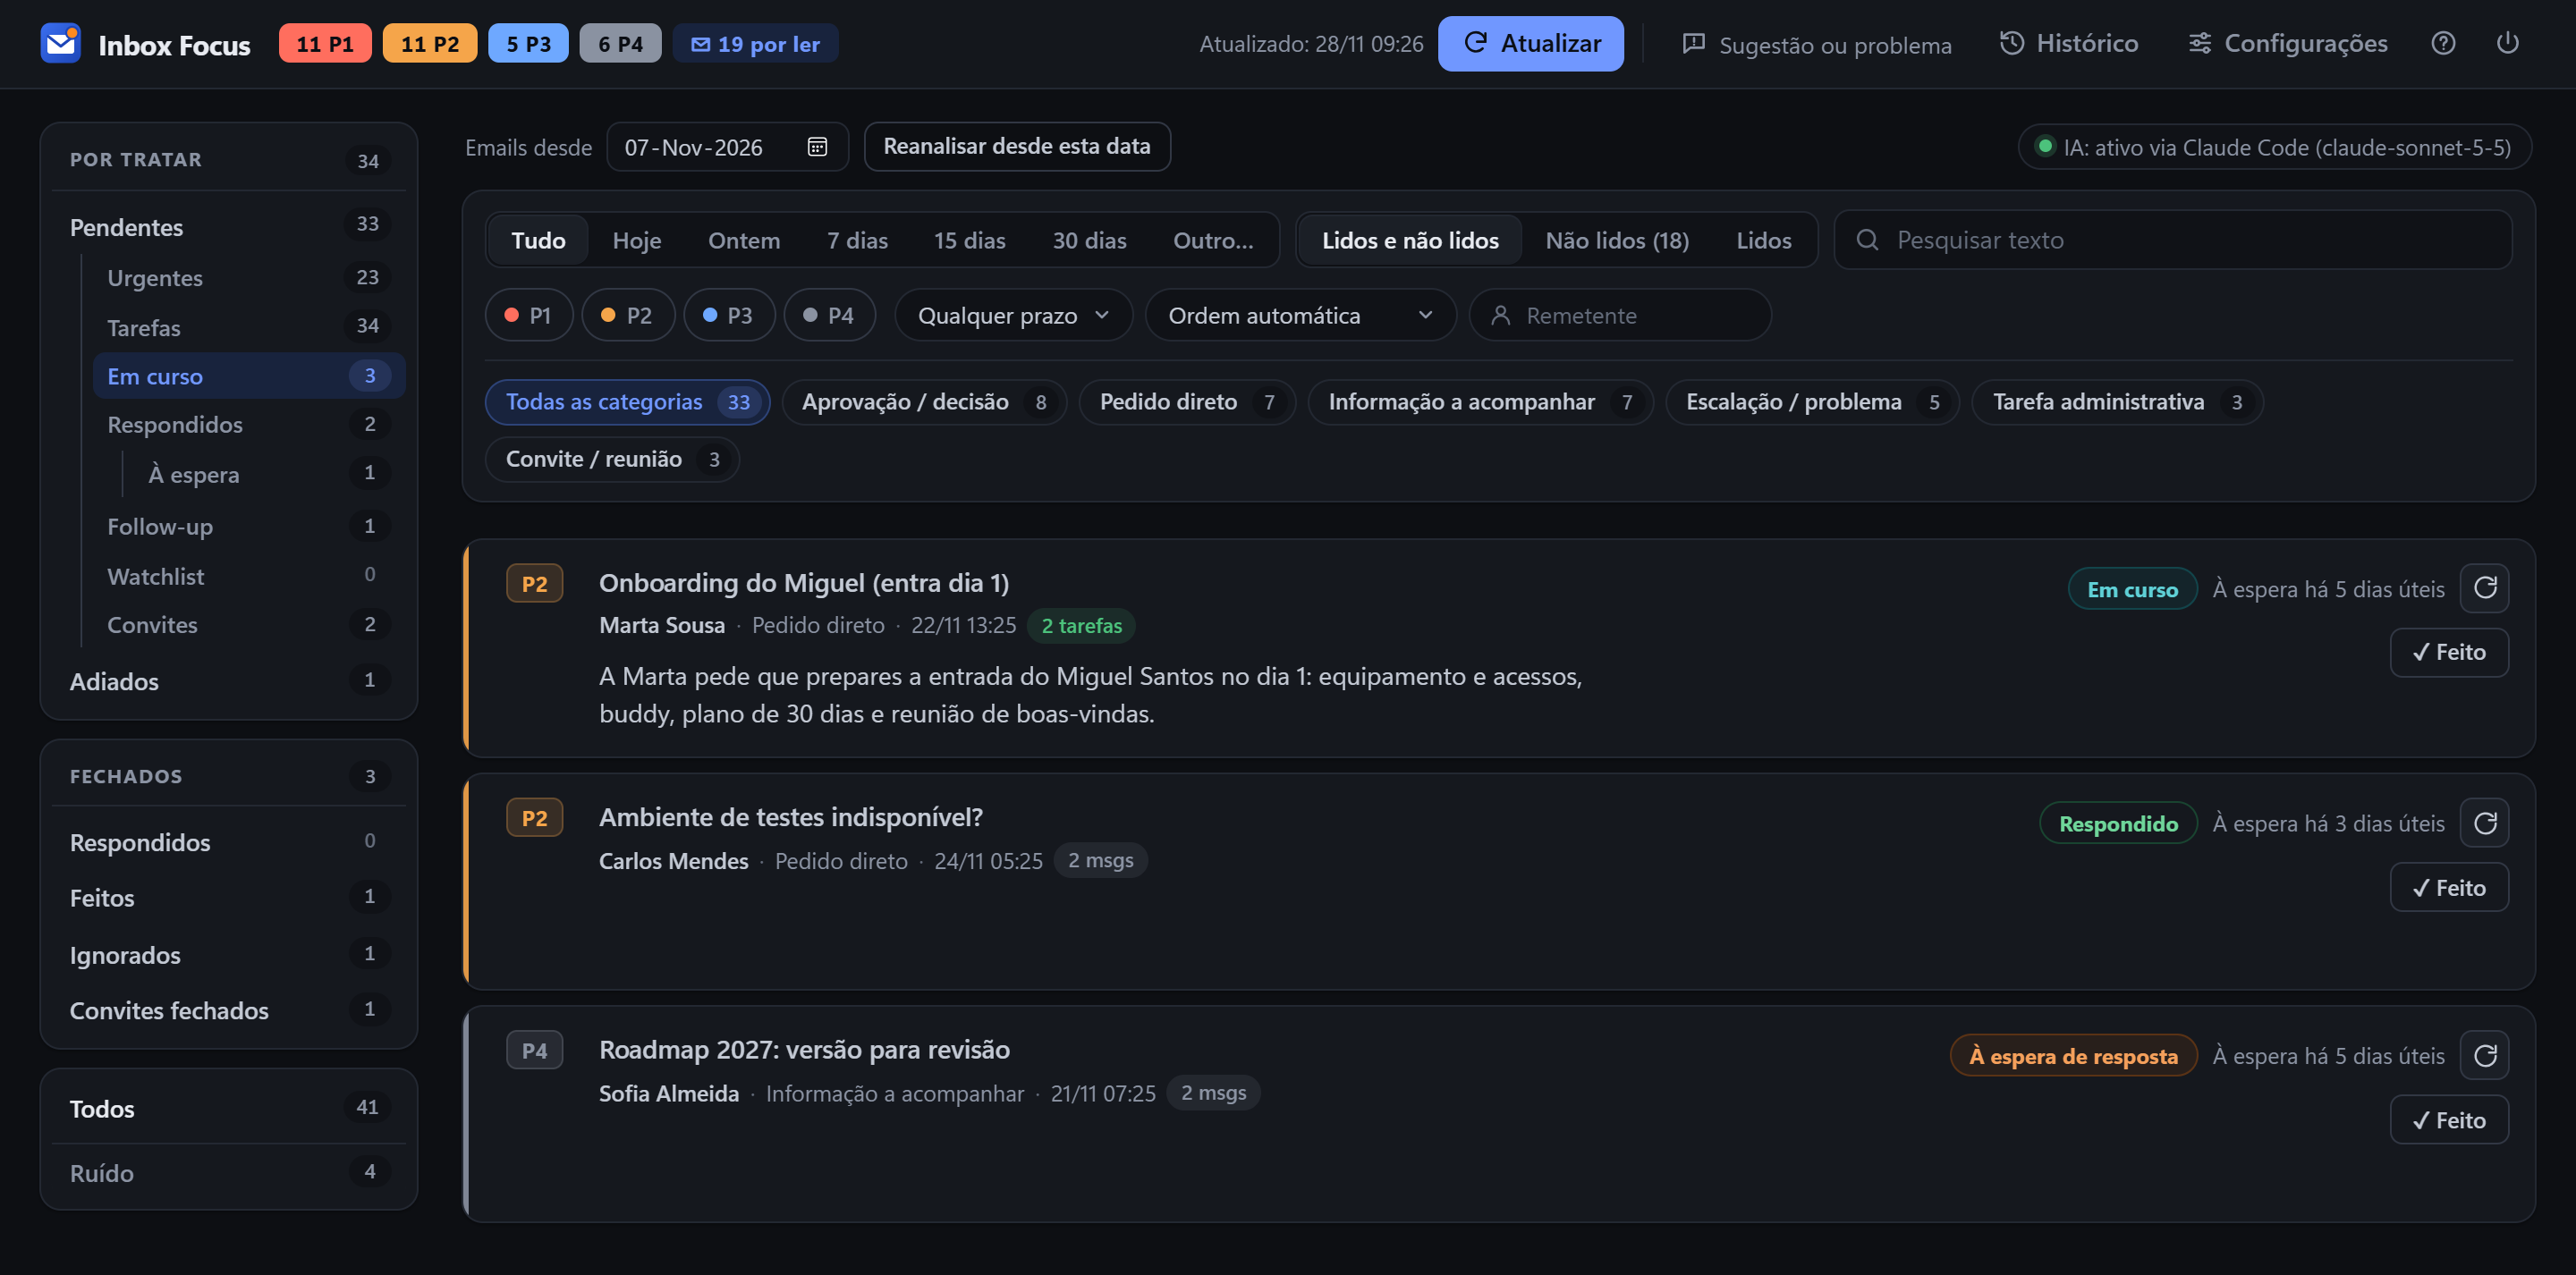 Inbox Focus
11 P1
11 P2
5 P3
6 P4
19 por ler
Atualizado: 28/11 09:26
Atualizar
Sugestão ou problema
Histórico
Configurações
POR TRATAR 34
Pendentes 33
Urgentes 23
Tarefas 34
Em curso 3
Respondidos 2
À espera 1
Follow-up 1
Watchlist 0
Convites 2
Adiados 1
FECHADOS 3
Respondidos 0
Feitos 1
Ignorados 1
Convites fechados 1
Todos 41
Ruído 4
Emails desde 07-Nov-2026 Reanalisar desde esta data
IA: ativo via Claude Code (claude-sonnet-5-5)
Tudo Hoje Ontem 7 dias 15 dias 30 dias Outro...
Lidos e não lidos Não lidos (18) Lidos
Pesquisar texto
P1 P2 P3 P4 Qualquer prazo Ordem automática Remetente
Todas as categorias 33 Aprovação / decisão 8 Pedido direto 7 Informação a acompanhar 7 Escalação / problema 5 Tarefa administrativa 3
Convite / reunião 3
P2 Onboarding do Miguel (entra dia 1)
Em curso À espera há 5 dias úteis
Marta Sousa · Pedido direto · 22/11 13:25 2 tarefas
✓ Feito
A Marta pede que prepares a entrada do Miguel Santos no dia 1: equipamento e acessos,
buddy, plano de 30 dias e reunião de boas-vindas.
P2 Ambiente de testes indisponível?
Respondido À espera há 3 dias úteis
Carlos Mendes · Pedido direto · 24/11 05:25 2 msgs
✓ Feito
P4 Roadmap 2027: versão para revisão
À espera de resposta À espera há 5 dias úteis
Sofia Almeida · Informação a acompanhar · 21/11 07:25 2 msgs
✓ Feito